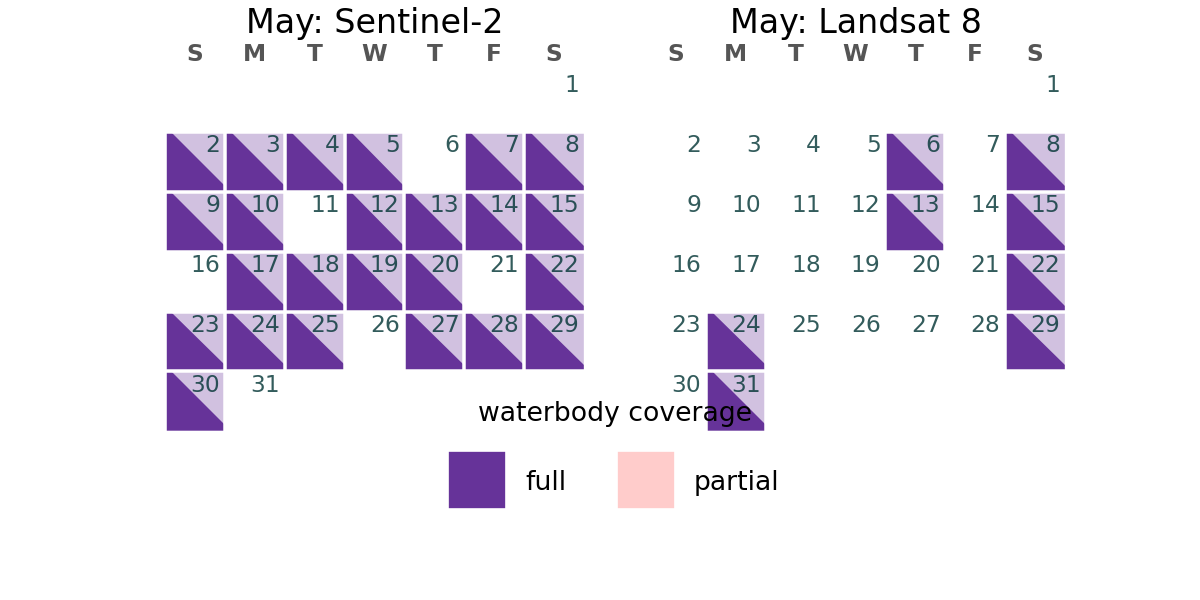 May: Sentinel-2
S M T W T F S
1
2 3 4 5 6 7 8
9 10 11 12 13 14 15
16 17 18 19 20 21 22
23 24 25 26 27 28 29
30 31
May: Landsat 8
S M T W T F S
1
2 3 4 5 6 7 8
9 10 11 12 13 14 15
16 17 18 19 20 21 22
23 24 25 26 27 28 29
30 31
waterbody coverage
full partial